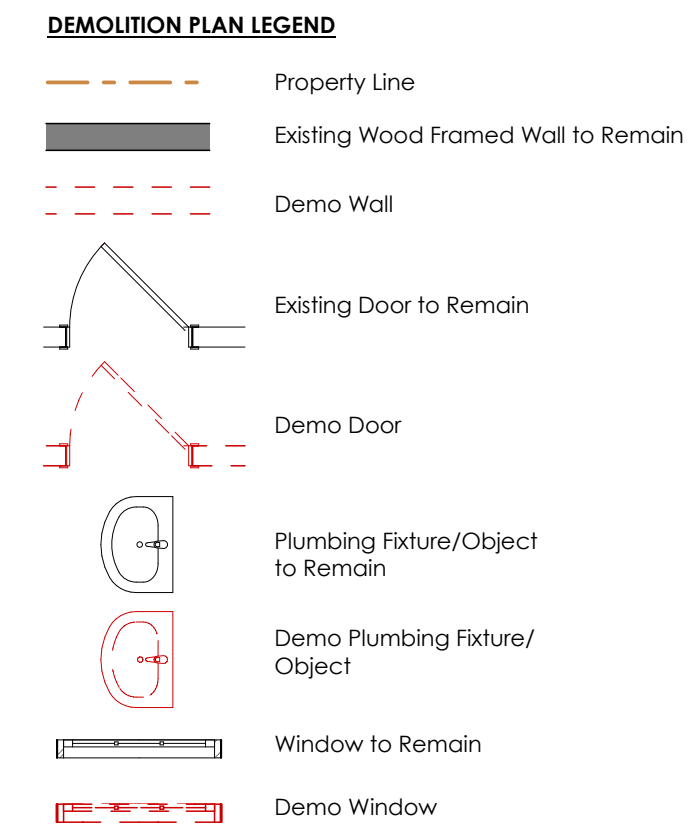 DEMOLITION PLAN LEGEND
Property Line
Existing Wood Framed Wall to Remain
Demo Wall
Existing Door to Remain
Demo Door
Plumbing Fixture/Object
to Remain
Demo Plumbing Fixture/
Object
Window to Remain
Demo Window